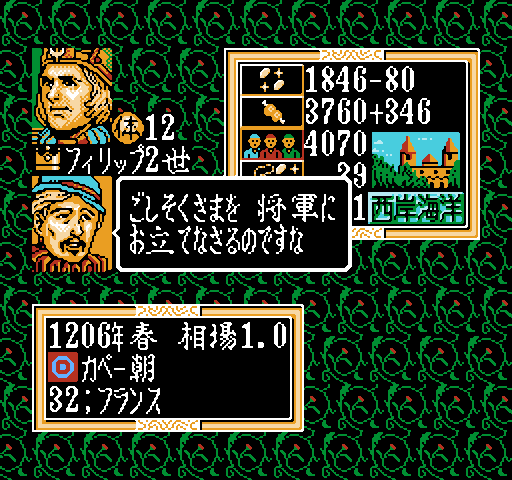 1846-80
3760+346
4070
39
1 西岸海洋
体12
フィリップ2世
ごしそくさまを 将軍に
お立てなさるのですな
1206年春 相場1.0
カペー朝
32;フランス